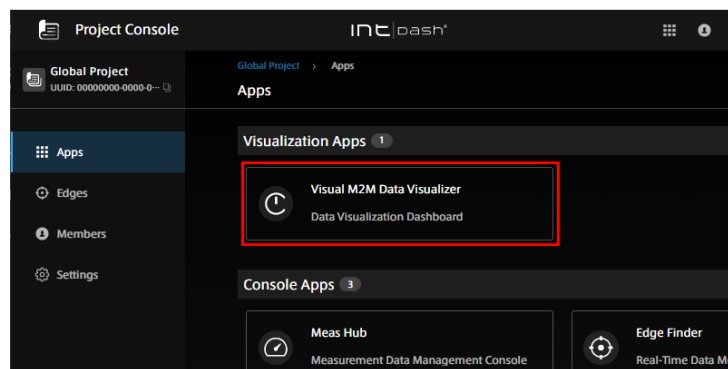 Project Console
INTDASH
Global Project
UUID: 00000000-0000-0---
Global Project > Apps
Apps
Apps
Edges
Members
Settings
Visualization Apps 1
Visual M2M Data Visualizer
Data Visualization Dashboard
Console Apps 3
Meas Hub
Measurement Data Management Console
Edge Finder
Real-Time Data M